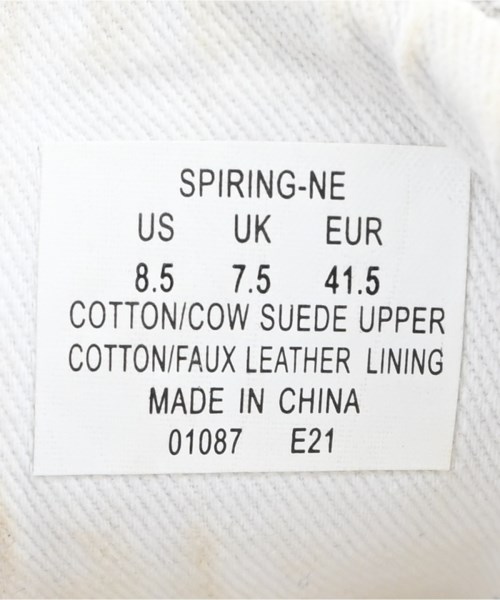 SPIRING-NE
US UK EUR
8.5 7.5 41.5
COTTON/COW SUEDE UPPER
COTTON/FAUX LEATHER LINING
MADE IN CHINA
01087 E21